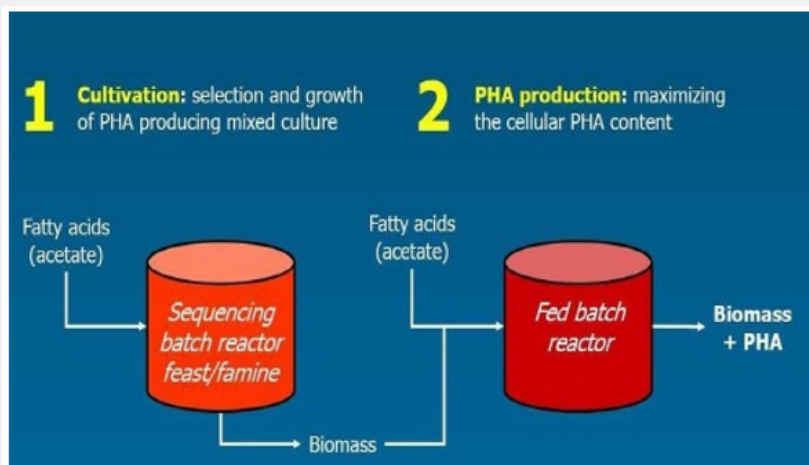 1
Cultivation: selection and growth
of PHA producing mixed culture
2
PHA production: maximizing
the cellular PHA content
Fatty acids
(acetate)
Sequencing
batch reactor
feast/famine
Biomass
Fatty acids
(acetate)
Fed batch
reactor
Biomass
+ PHA